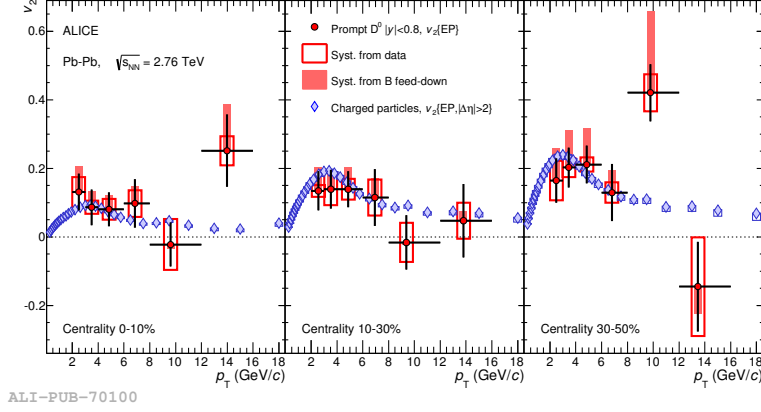 v₂
ALICE
Pb-Pb, √sNN = 2.76 TeV
Prompt D⁰ |y|<0.8, v₂{EP}
Syst. from data
Syst. from B feed-down
Charged particles, v₂{EP,|Δη|>2}
0.6
0.4
0.2
0
-0.2
Centrality 0-10%
Centrality 10-30%
Centrality 30-50%
2 4 6 8 10 12 14 16 18
2 4 6 8 10 12 14 16 18
2 4 6 8 10 12 14 16 18
pT (GeV/c)
pT (GeV/c)
pT (GeV/c)
ALI-PUB-70100